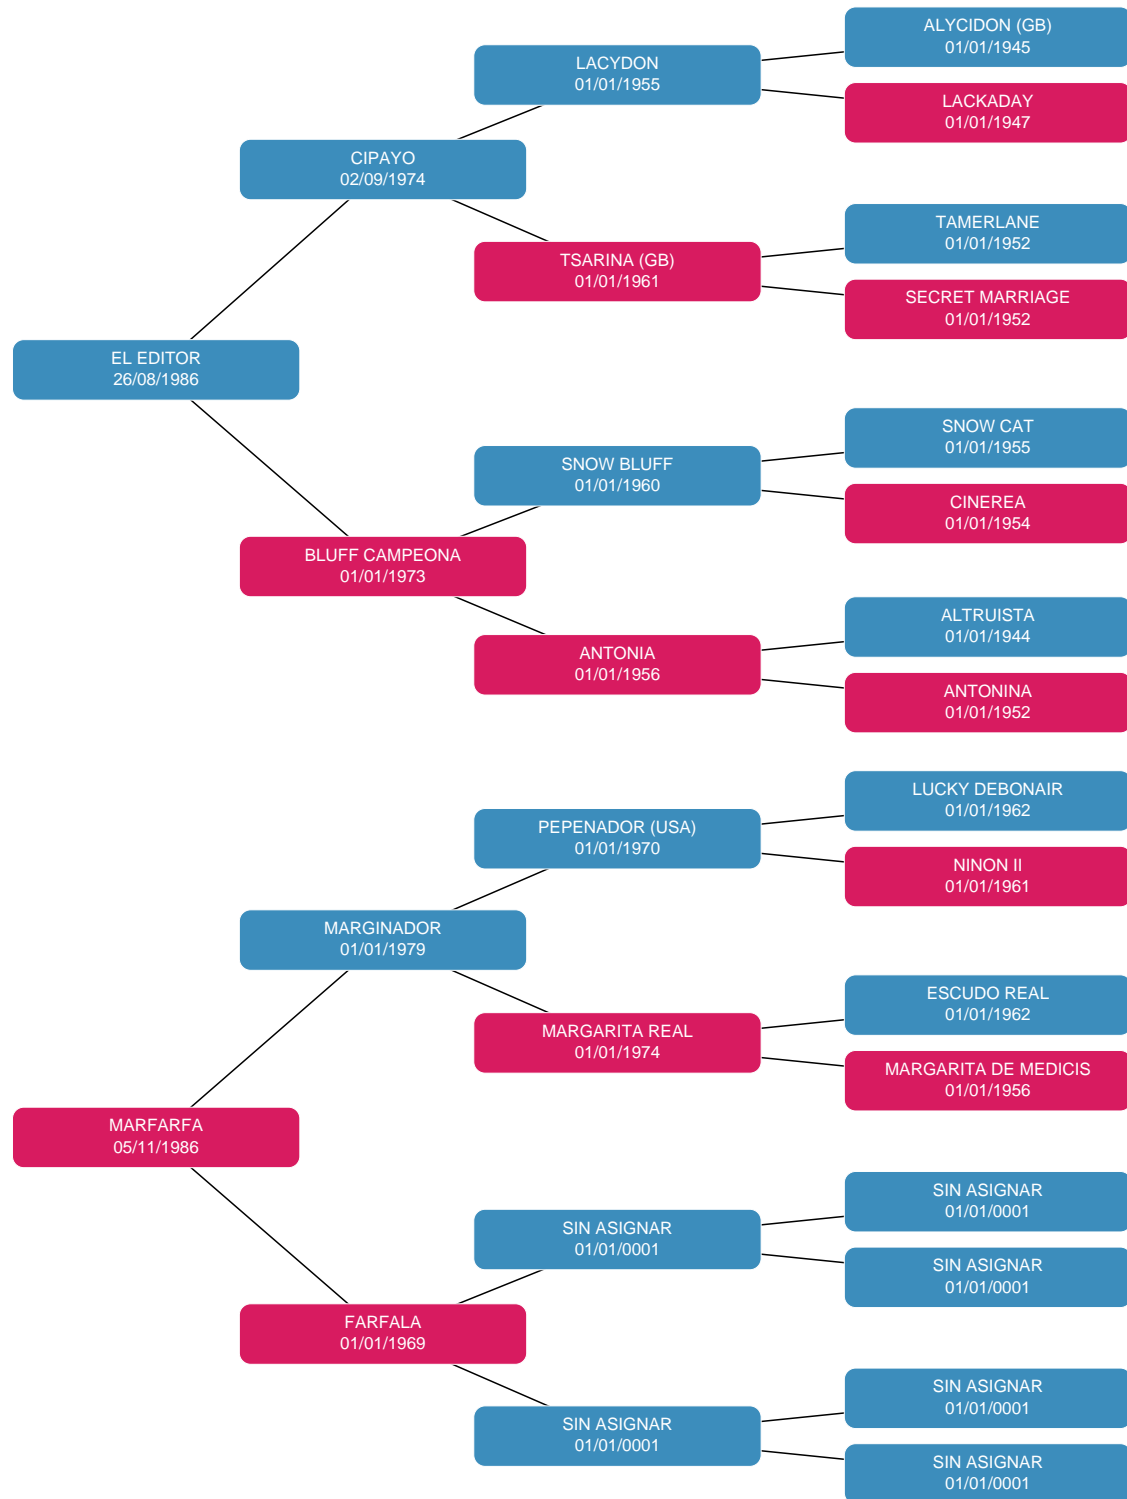 ALYCIDON (GB)
01/01/1945
LACYDON
01/01/1955
LACKADAY
01/01/1947
CIPAYO
02/09/1974
TAMERLANE
01/01/1952
TSARINA (GB)
01/01/1961
SECRET MARRIAGE
01/01/1952
EL EDITOR
26/08/1986
SNOW CAT
01/01/1955
SNOW BLUFF
01/01/1960
CINEREA
01/01/1954
BLUFF CAMPEONA
01/01/1973
ALTRUISTA
01/01/1944
ANTONIA
01/01/1956
ANTONINA
01/01/1952
LUCKY DEBONAIR
01/01/1962
PEPENADOR (USA)
01/01/1970
NINON II
01/01/1961
MARGINADOR
01/01/1979
ESCUDO REAL
01/01/1962
MARGARITA REAL
01/01/1974
MARGARITA DE MEDICIS
01/01/1956
MARFARFA
05/11/1986
SIN ASIGNAR
01/01/0001
SIN ASIGNAR
01/01/0001
SIN ASIGNAR
01/01/0001
FARFALA
01/01/1969
SIN ASIGNAR
01/01/0001
SIN ASIGNAR
01/01/0001
SIN ASIGNAR
01/01/0001